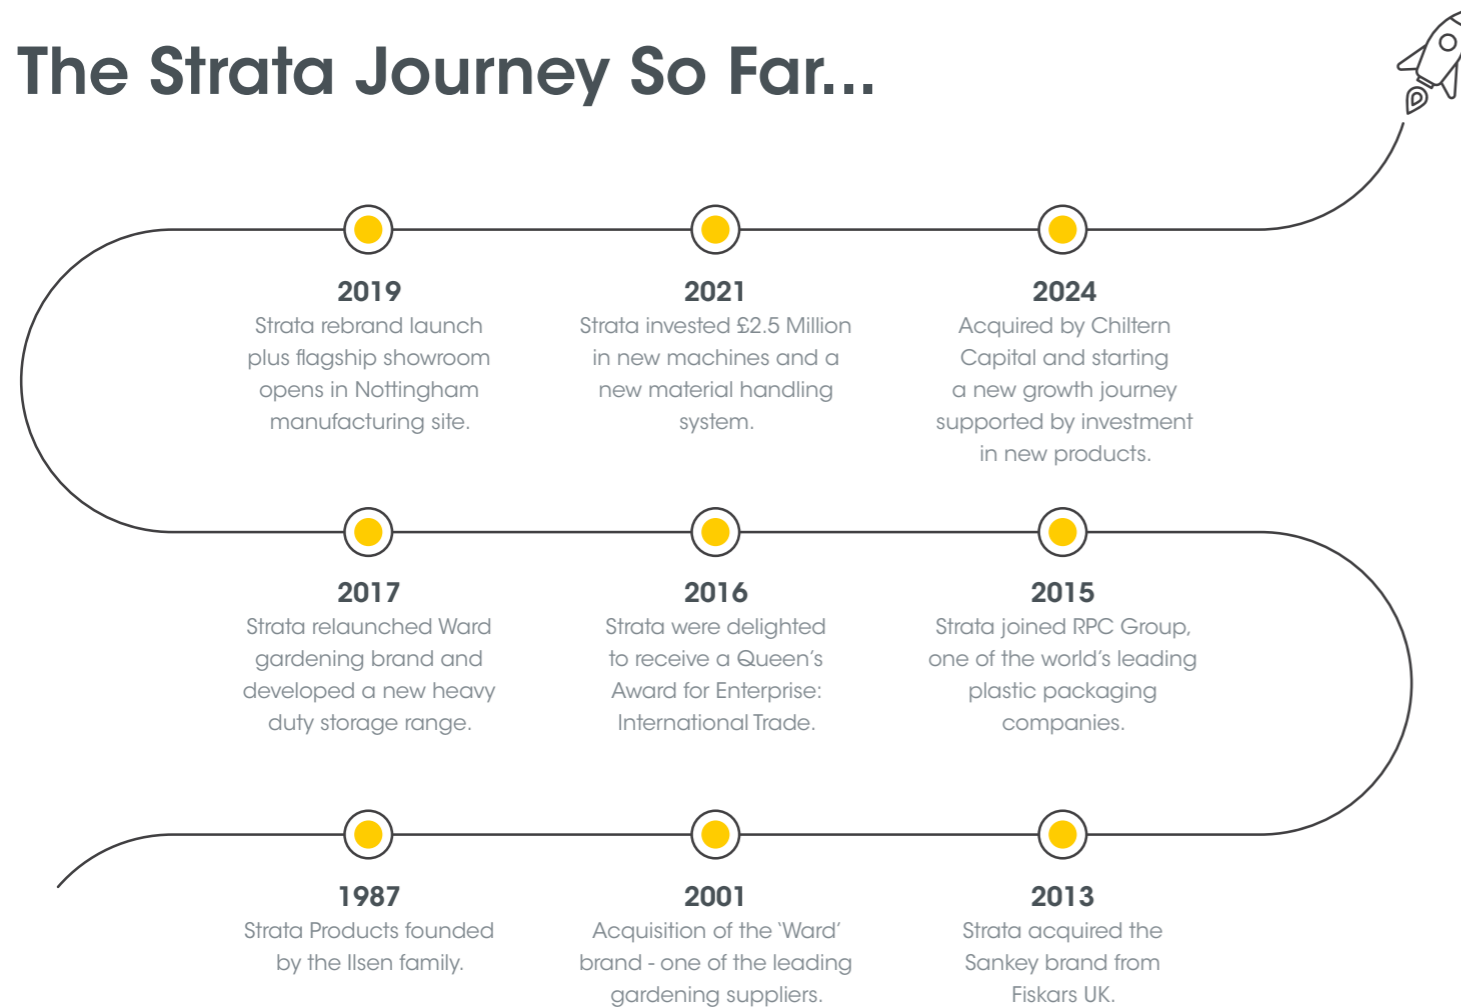 The Strata Journey So Far...
2019
Strata rebrand launch
plus flagship showroom
opens in Nottingham
manufacturing site.
2021
Strata invested £2.5 Million
in new machines and a
new material handling
system.
2024
Acquired by Chiltern
Capital and starting
a new growth journey
supported by investment
in new products.
2017
Strata relaunched Ward
gardening brand and
developed a new heavy
duty storage range.
2016
Strata were delighted
to receive a Queen’s
Award for Enterprise:
International Trade.
2015
Strata joined RPC Group,
one of the world’s leading
plastic packaging
companies.
1987
Strata Products founded
by the Ilsen family.
2001
Acquisition of the ‘Ward’
brand - one of the leading
gardening suppliers.
2013
Strata acquired the
Sankey brand from
Fiskars UK.